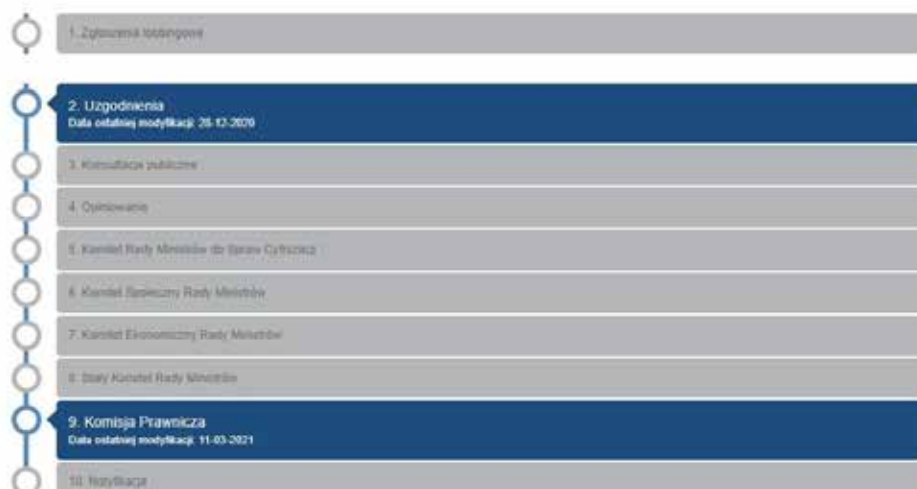 1. Zgłoszenia lobbingowe
2. Uzgodnienia
Data ostatniej modyfikacji: 28-12-2020
3. Konsultacje publiczne
4. Opiniowanie
5. Komitet Rady Ministrów do Spraw Cyfryzacji
6. Komitet Społeczny Rady Ministrów
7. Komitet Ekonomiczny Rady Ministrów
8. Stały Komitet Rady Ministrów
9. Komisja Prawnicza
Data ostatniej modyfikacji: 11-03-2021
10. Notyfikacja